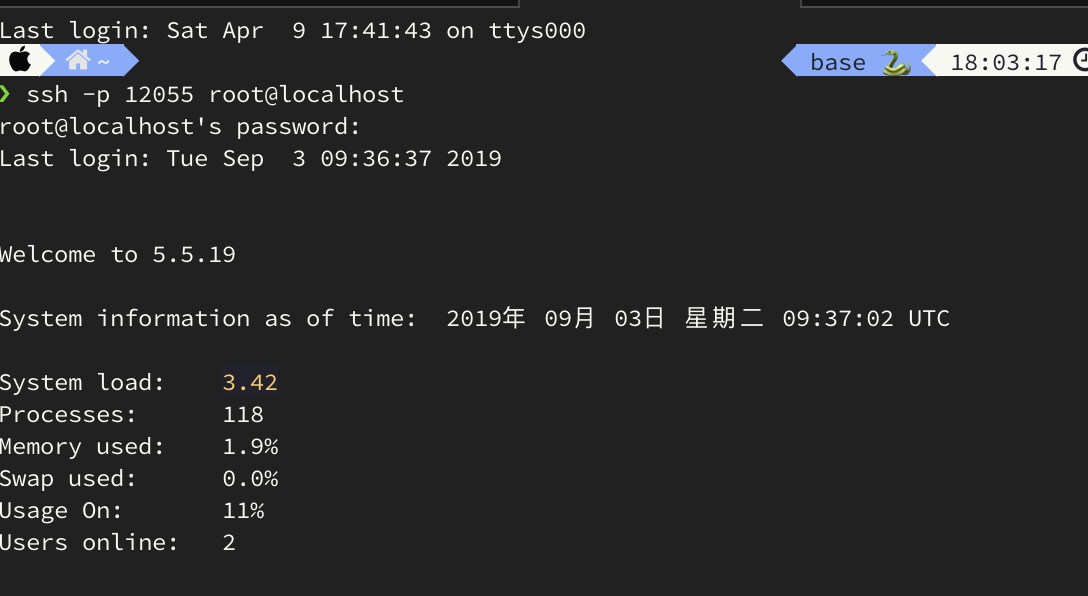 Last login: Sat Apr  9 17:41:43 on ttys000
~ base 18:03:17
❯ ssh -p 12055 root@localhost
root@localhost's password:
Last login: Tue Sep  3 09:36:37 2019
Welcome to 5.5.19
System information as of time:  2019年 09月 03日 星期二 09:37:02 UTC
System load:    3.42
Processes:      118
Memory used:    1.9%
Swap used:      0.0%
Usage On:       11%
Users online:   2